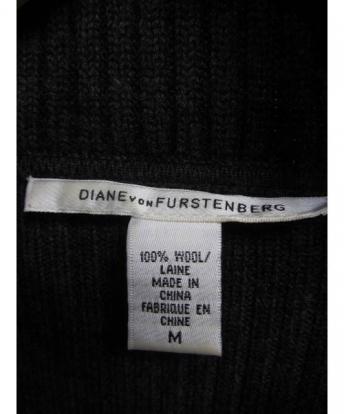 DIANE VON FURSTENBERG
100% WOOL/
LAINE
MADE IN
CHINA
FABRIQUE EN
CHINE
M